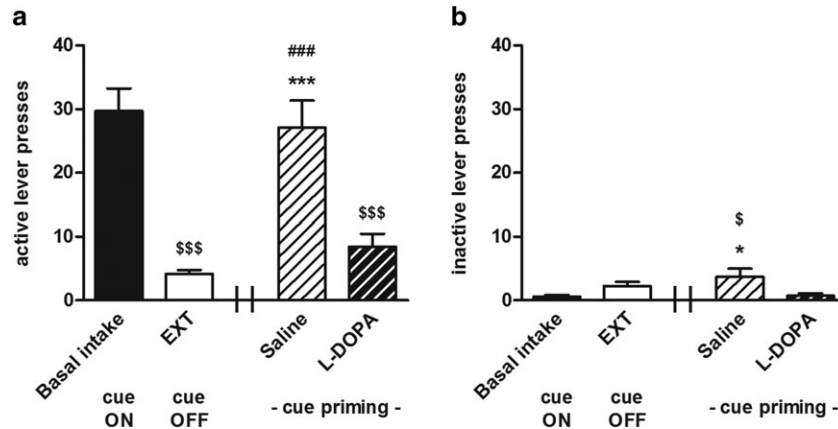 a
active lever presses
40
30
20
10
0
$$$
###
***
$$$
Basal intake
EXT
Saline
L-DOPA
cue
ON
cue
OFF
- cue priming -
b
inactive lever presses
40
30
20
10
0
$
*
Basal intake
EXT
Saline
L-DOPA
cue
ON
cue
OFF
- cue priming -